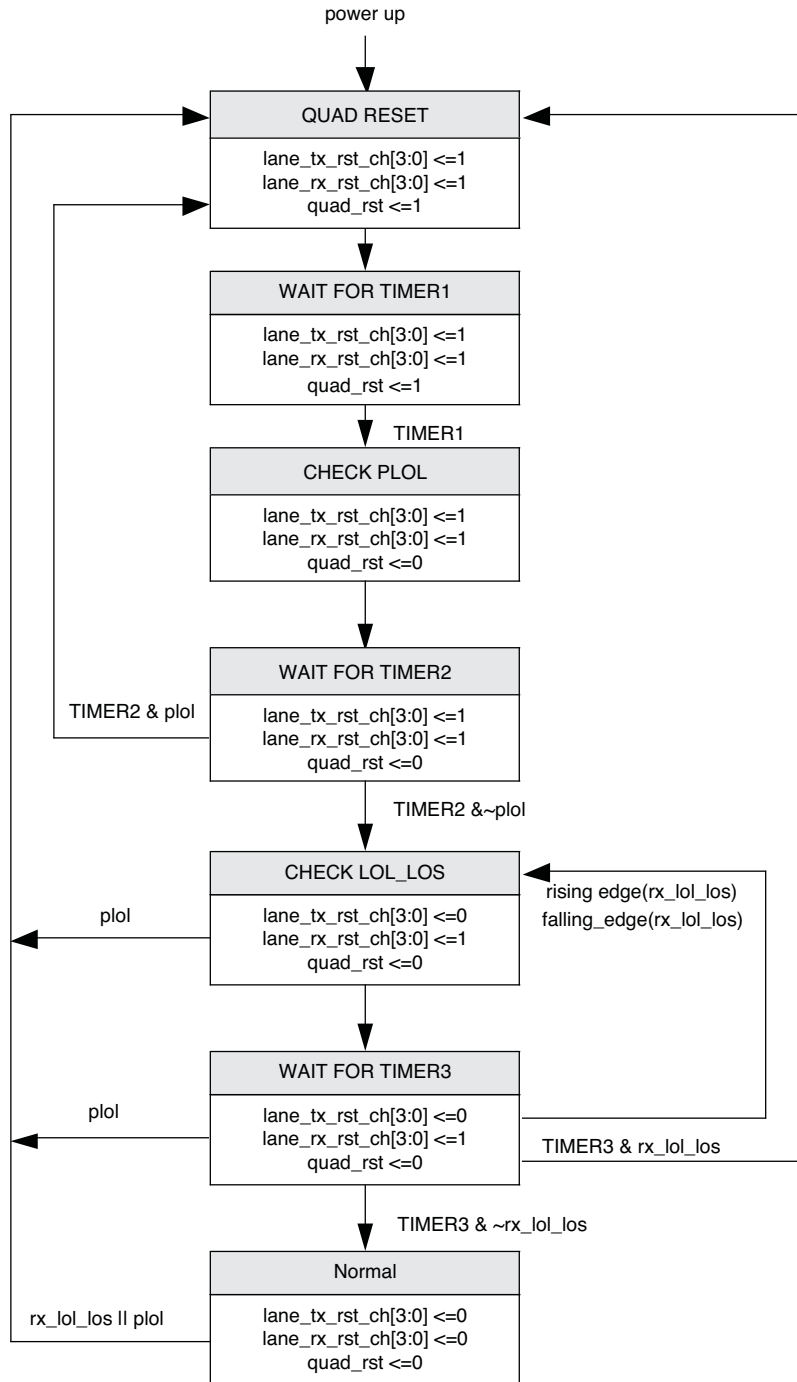 power up
QUAD RESET
lane_tx_rst_ch[3:0] <=1
lane_rx_rst_ch[3:0] <=1
quad_rst <=1
WAIT FOR TIMER1
lane_tx_rst_ch[3:0] <=1
lane_rx_rst_ch[3:0] <=1
quad_rst <=1
TIMER1
CHECK PLOL
lane_tx_rst_ch[3:0] <=1
lane_rx_rst_ch[3:0] <=1
quad_rst <=0
WAIT FOR TIMER2
TIMER2 & plol
lane_tx_rst_ch[3:0] <=1
lane_rx_rst_ch[3:0] <=1
quad_rst <=0
TIMER2 &~plol
CHECK LOL_LOS
rising edge(rx_lol_los)
falling_edge(rx_lol_los)
plol
lane_tx_rst_ch[3:0] <=0
lane_rx_rst_ch[3:0] <=1
quad_rst <=0
WAIT FOR TIMER3
plol
lane_tx_rst_ch[3:0] <=0
lane_rx_rst_ch[3:0] <=1
quad_rst <=0
TIMER3 & rx_lol_los
TIMER3 & ~rx_lol_los
Normal
rx_lol_los || plol
lane_tx_rst_ch[3:0] <=0
lane_rx_rst_ch[3:0] <=0
quad_rst <=0